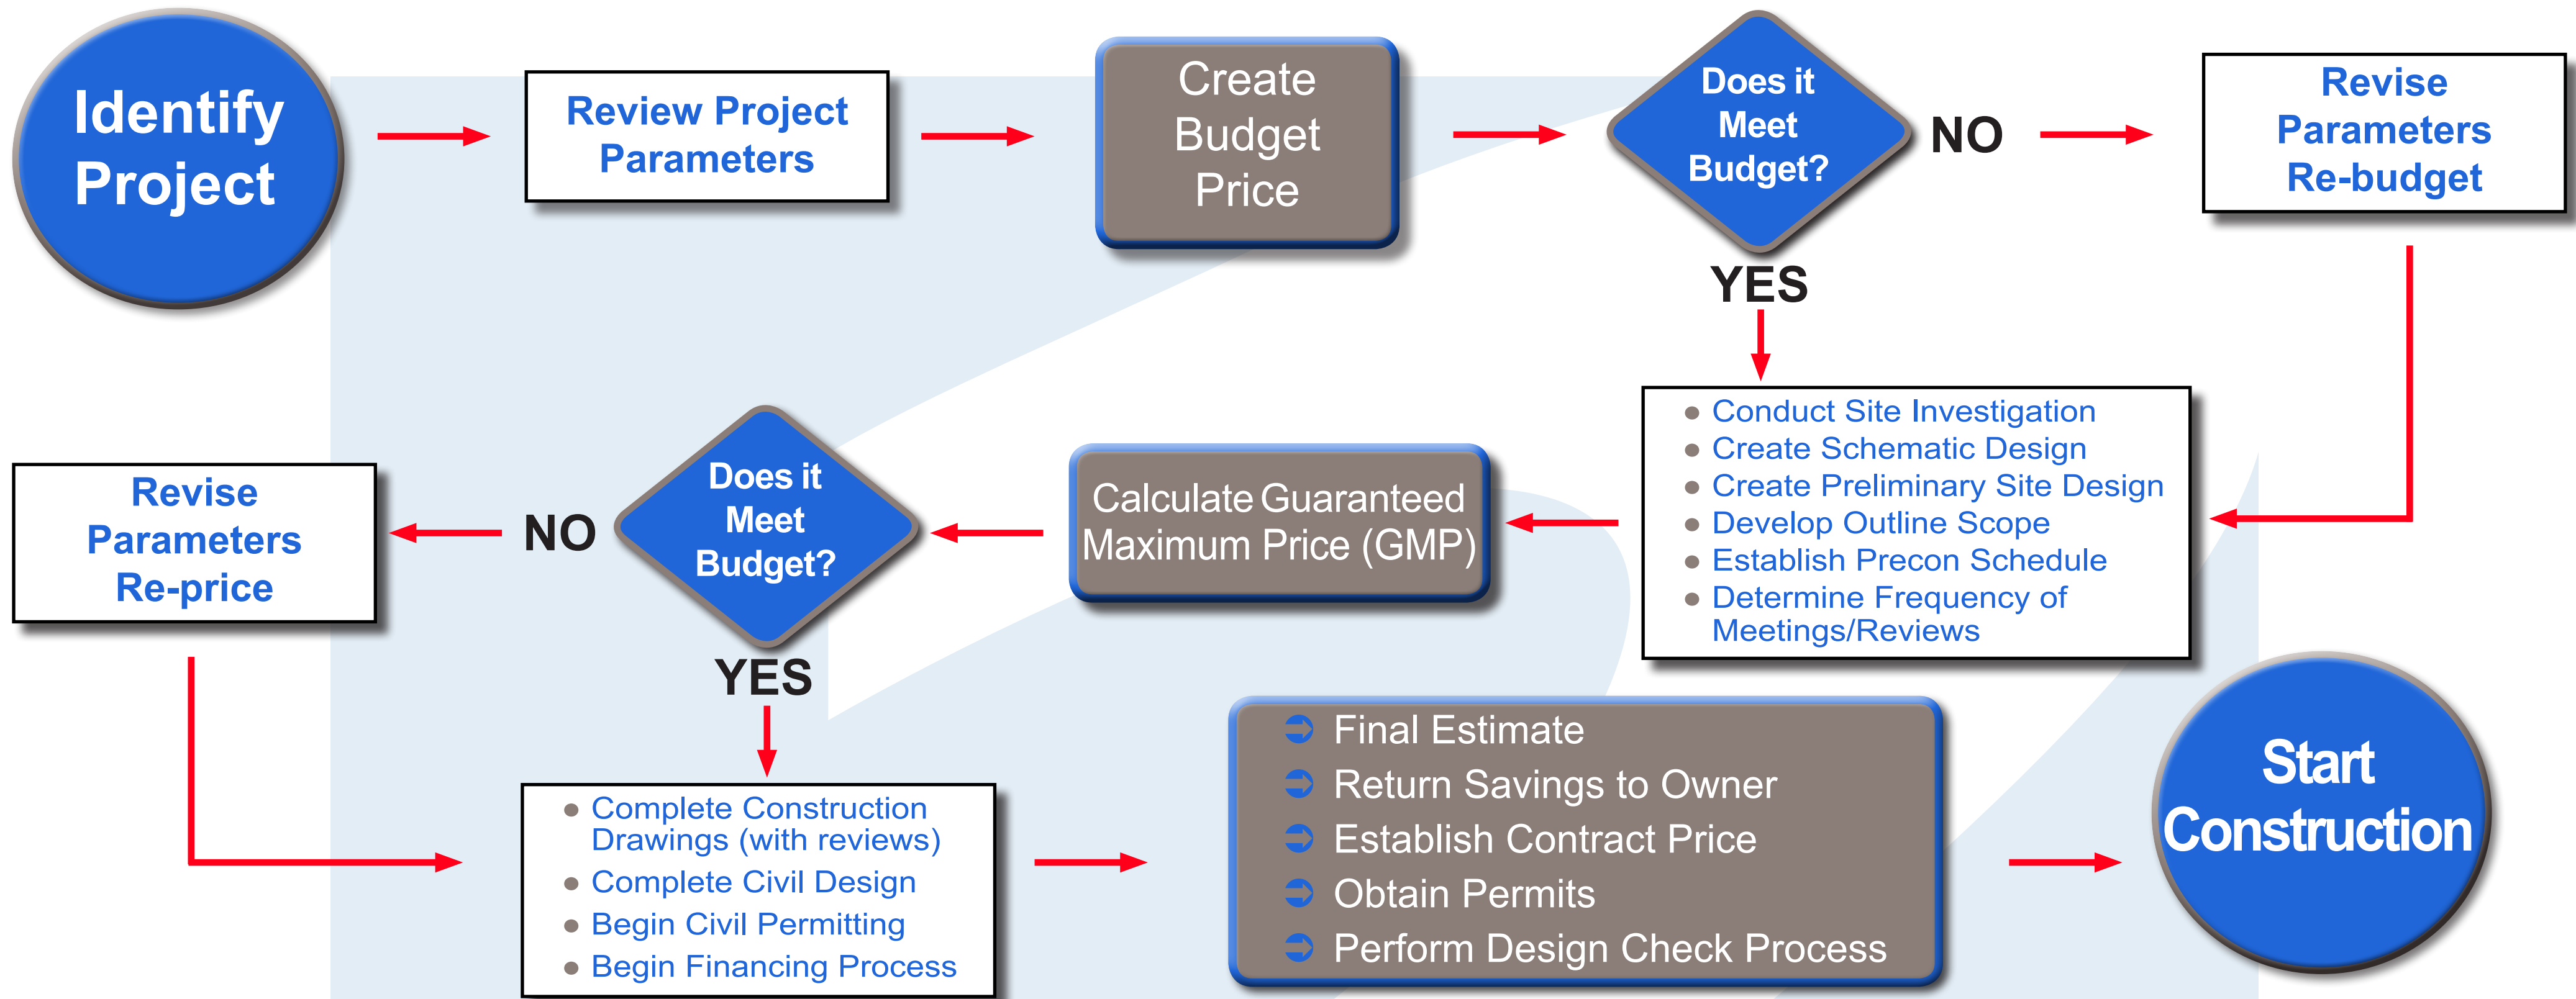 Identify
Project
Review Project
Parameters
Create
Budget
Price
Does it
Meet
Budget?
NO
Revise
Parameters
Re-budget
YES
Conduct Site Investigation
Create Schematic Design
Create Preliminary Site Design
Develop Outline Scope
Establish Precon Schedule
Determine Frequency of
Meetings/Reviews
Calculate Guaranteed
Maximum Price (GMP)
Does it
Meet
Budget?
NO
Revise
Parameters
Re-price
YES
Complete Construction
Drawings (with reviews)
Complete Civil Design
Begin Civil Permitting
Begin Financing Process
Final Estimate
Return Savings to Owner
Establish Contract Price
Obtain Permits
Perform Design Check Process
Start
Construction